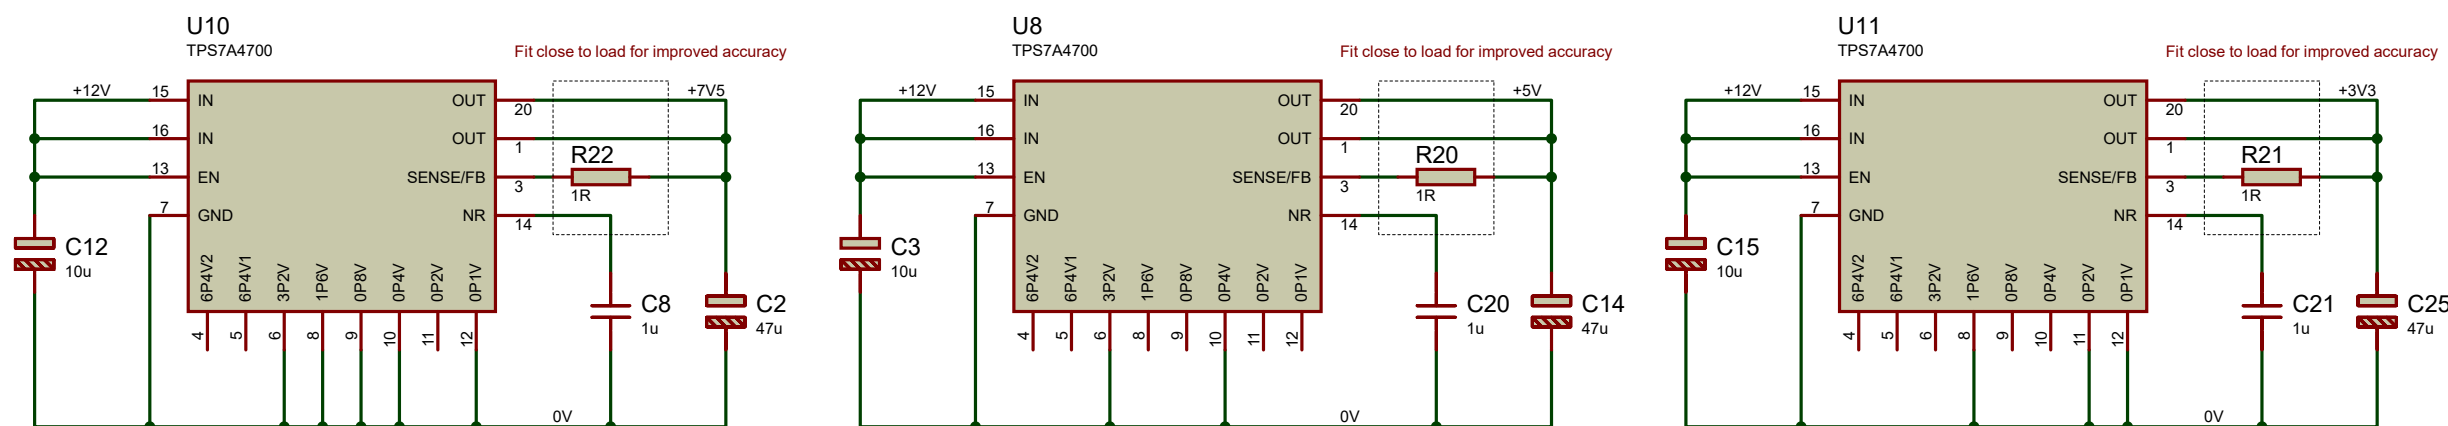 U10
TPS7A4700
Fit close to load for improved accuracy
+12V
15
IN
OUT
20
+7V5
16
IN
OUT
1
13
EN
SENSE/FB
3
R22
1R
7
GND
NR
14
C12
10u
6P4V2
6P4V1
3P2V
1P6V
0P8V
0P4V
0P2V
0P1V
4
5
6
8
9
10
11
12
C8
1u
C2
47u
0V
U8
TPS7A4700
Fit close to load for improved accuracy
+12V
15
IN
OUT
20
+5V
16
IN
OUT
1
13
EN
SENSE/FB
3
R20
1R
7
GND
NR
14
C3
10u
6P4V2
6P4V1
3P2V
1P6V
0P8V
0P4V
0P2V
0P1V
4
5
6
8
9
10
11
12
C20
1u
C14
47u
0V
U11
TPS7A4700
Fit close to load for improved accuracy
+12V
15
IN
OUT
20
+3V3
16
IN
OUT
1
13
EN
SENSE/FB
3
R21
1R
7
GND
NR
14
C15
10u
6P4V2
6P4V1
3P2V
1P6V
0P8V
0P4V
0P2V
0P1V
4
5
6
8
9
10
11
12
C21
1u
C25
47u
0V